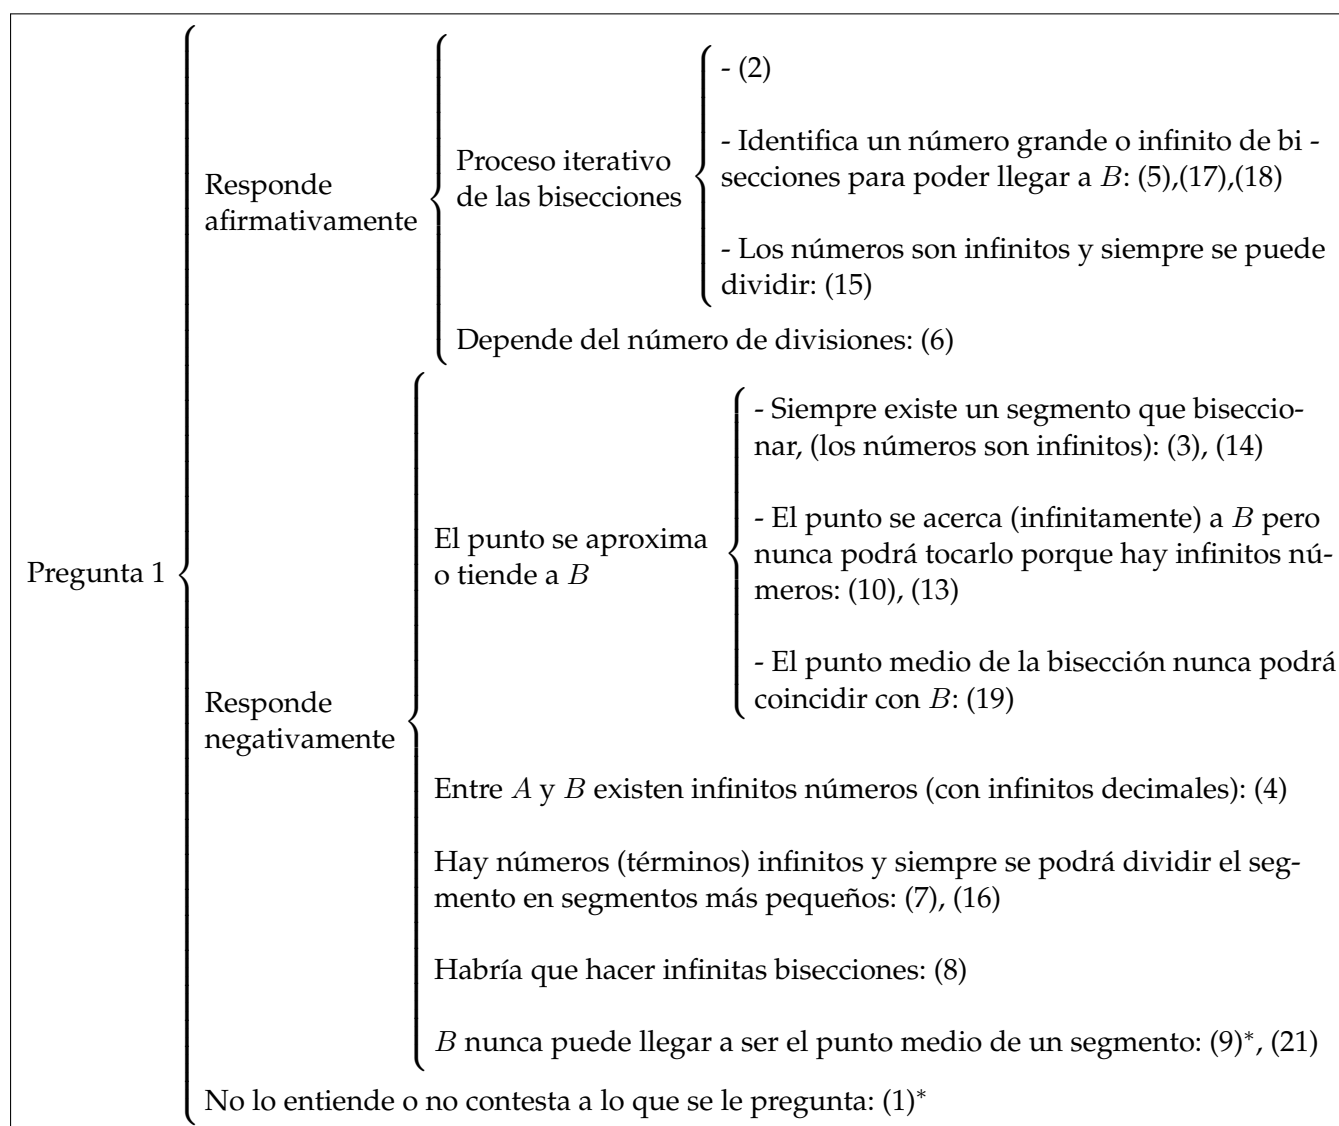 Pregunta 1
Responde
afirmativamente
Proceso iterativo
de las bisecciones
- (2)
- Identifica un número grande o infinito de bi -
secciones para poder llegar a B: (5),(17),(18)
- Los números son infinitos y siempre se puede
dividir: (15)
Depende del número de divisiones: (6)
Responde
negativamente
El punto se aproxima
o tiende a B
- Siempre existe un segmento que biseccio-
nar, (los números son infinitos): (3), (14)
- El punto se acerca (infinitamente) a B pero
nunca podrá tocarlo porque hay infinitos nú-
meros: (10), (13)
- El punto medio de la bisección nunca podrá
coincidir con B: (19)
Entre A y B existen infinitos números (con infinitos decimales): (4)
Hay números (términos) infinitos y siempre se podrá dividir el seg-
mento en segmentos más pequeños: (7), (16)
Habría que hacer infinitas bisecciones: (8)
B nunca puede llegar a ser el punto medio de un segmento: (9)*, (21)
No lo entiende o no contesta a lo que se le pregunta: (1)*